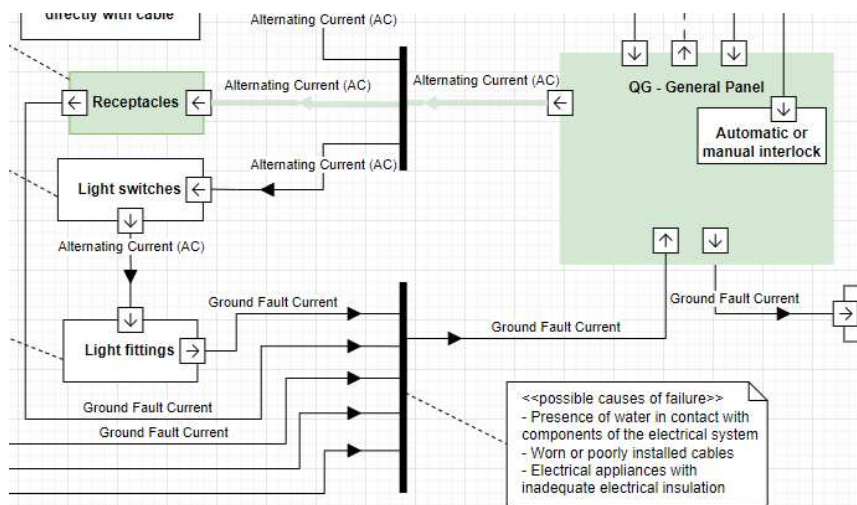 directly with cable
Alternating Current (AC)
Alternating Current (AC)
Alternating Current (AC)
Receptacles
QG - General Panel
Automatic or
manual interlock
Alternating Current (AC)
Light switches
Alternating Current (AC)
Ground Fault Current
Ground Fault Current
Ground Fault Current
Light fittings
Ground Fault Current
Ground Fault Current
<<possible causes of failure>>
- Presence of water in contact with
components of the electrical system
- Worn or poorly installed cables
- Electrical appliances with
inadequate electrical insulation